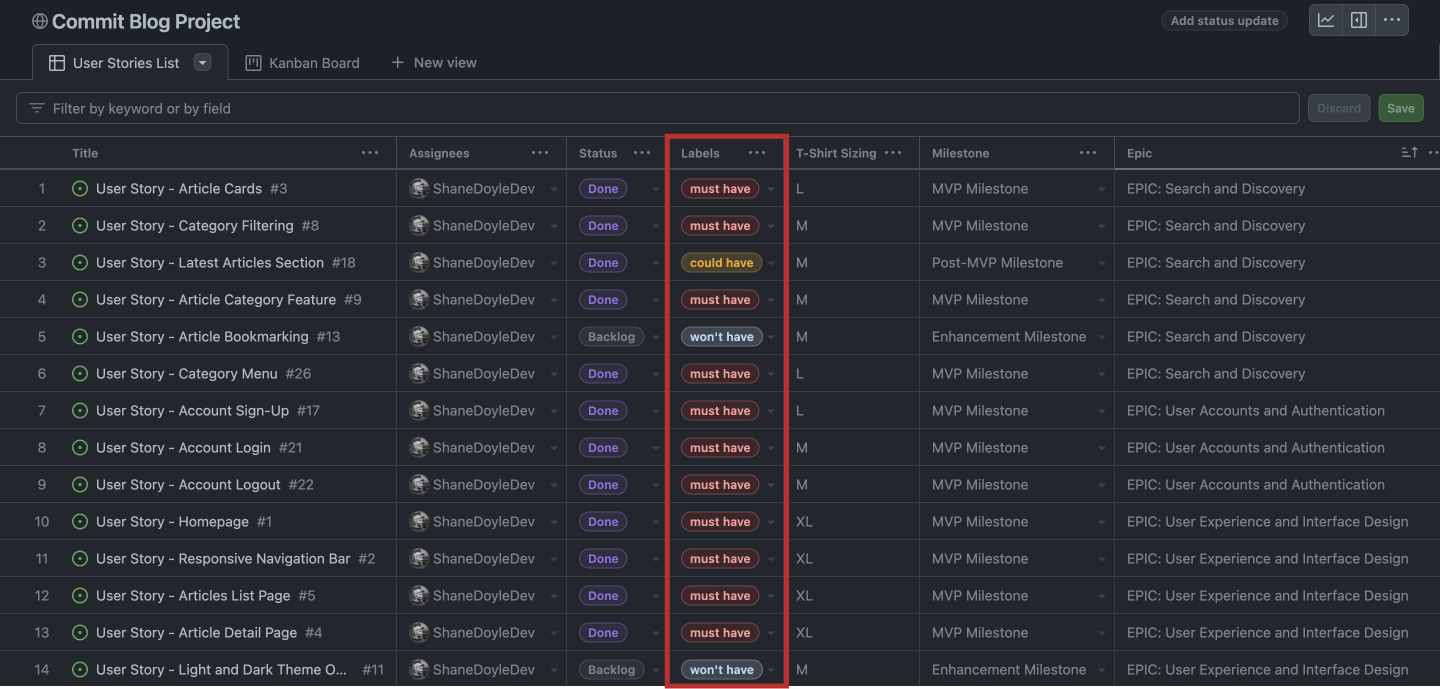 Commit Blog Project
Add status update
User Stories List Kanban Board New view
Filter by keyword or by field Discard Save
Title Assignees Status Labels T-Shirt Sizing Milestone Epic
1 User Story - Article Cards #3 ShaneDoyleDev Done must have L MVP Milestone EPIC: Search and Discovery
2 User Story - Category Filtering #8 ShaneDoyleDev Done must have M MVP Milestone EPIC: Search and Discovery
3 User Story - Latest Articles Section #18 ShaneDoyleDev Done could have M Post-MVP Milestone EPIC: Search and Discovery
4 User Story - Article Category Feature #9 ShaneDoyleDev Done must have M MVP Milestone EPIC: Search and Discovery
5 User Story - Article Bookmarking #13 ShaneDoyleDev Backlog won't have M Enhancement Milestone EPIC: Search and Discovery
6 User Story - Category Menu #26 ShaneDoyleDev Done must have L MVP Milestone EPIC: Search and Discovery
7 User Story - Account Sign-Up #17 ShaneDoyleDev Done must have L MVP Milestone EPIC: User Accounts and Authentication
8 User Story - Account Login #21 ShaneDoyleDev Done must have M MVP Milestone EPIC: User Accounts and Authentication
9 User Story - Account Logout #22 ShaneDoyleDev Done must have M MVP Milestone EPIC: User Accounts and Authentication
10 User Story - Homepage #1 ShaneDoyleDev Done must have XL MVP Milestone EPIC: User Experience and Interface Design
11 User Story - Responsive Navigation Bar #2 ShaneDoyleDev Done must have XL MVP Milestone EPIC: User Experience and Interface Design
12 User Story - Articles List Page #5 ShaneDoyleDev Done must have XL MVP Milestone EPIC: User Experience and Interface Design
13 User Story - Article Detail Page #4 ShaneDoyleDev Done must have XL MVP Milestone EPIC: User Experience and Interface Design
14 User Story - Light and Dark Theme O... #11 ShaneDoyleDev Backlog won't have M Enhancement Milestone EPIC: User Experience and Interface Design